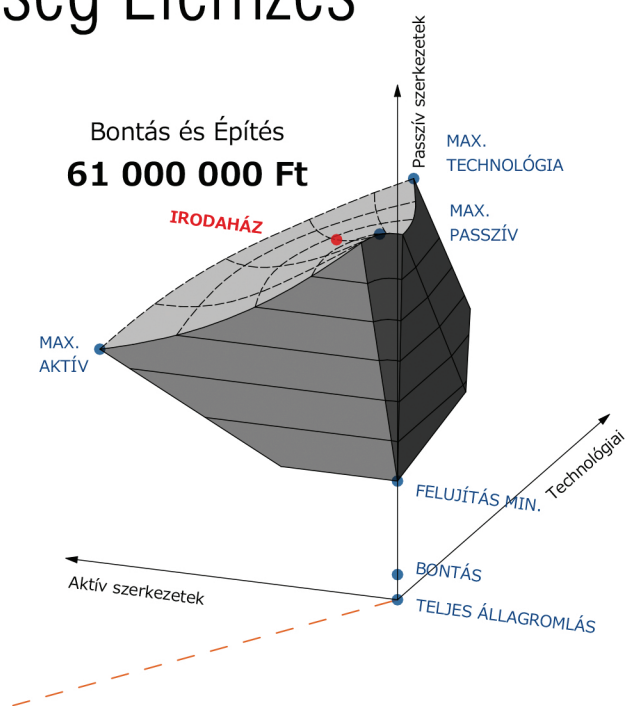 Elemzés
Passzív szerkezetek
Bontás és Építés
61 000 000 Ft
MAX.
TECHNOLÓGIA
MAX.
PASSZÍV
IRODAHÁZ
MAX.
AKTÍV
Technológiai
FELUJÍTÁS MIN.
BONTÁS
Aktív szerkezetek
TELJES ÁLLAGROMLÁS